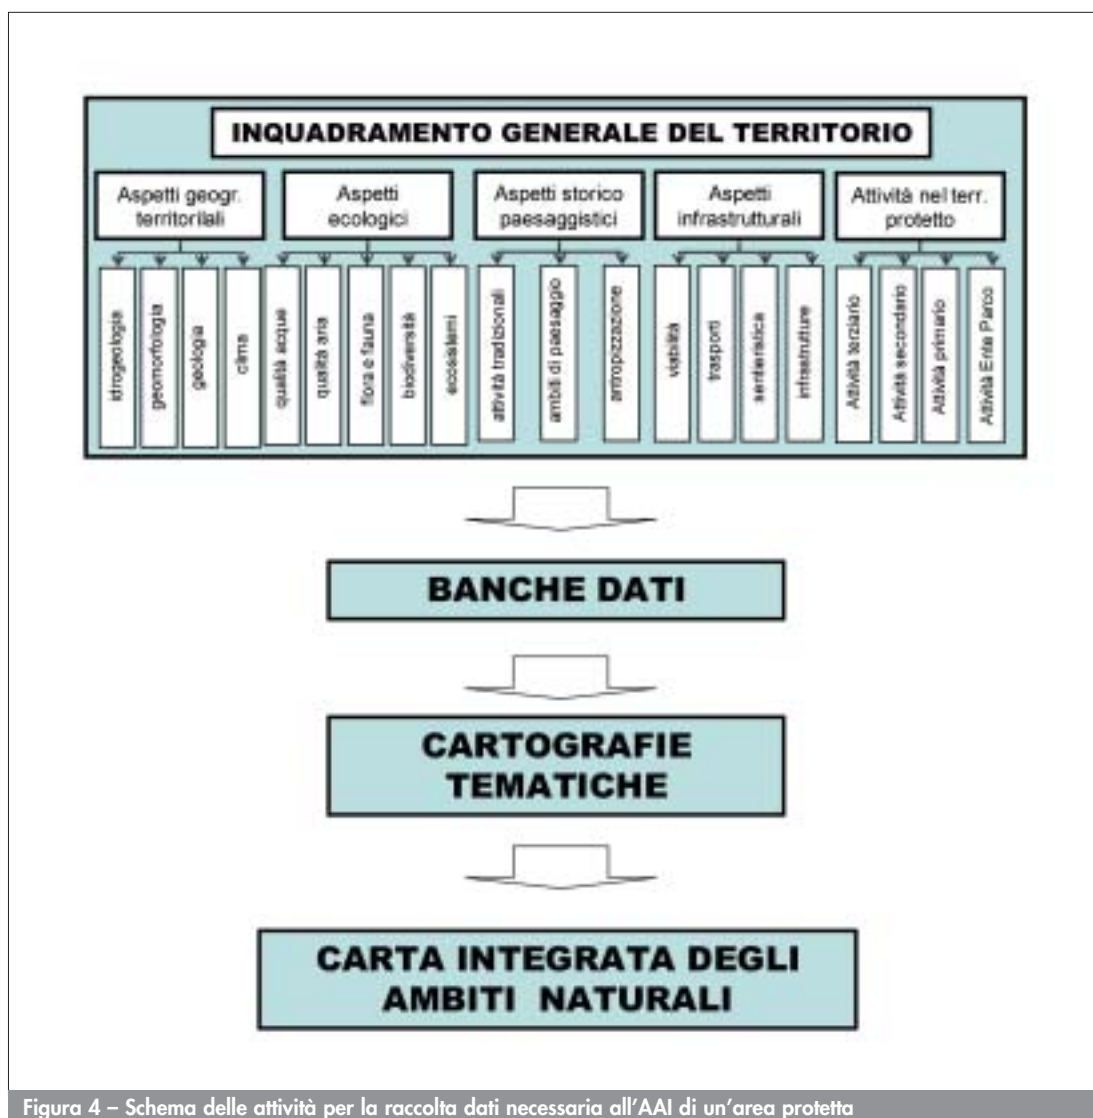 INQUADRAMENTO GENERALE DEL TERRITORIO
Aspetti geogr.
territorilali
Aspetti
ecologici
Aspetti storico
paesaggistici
Aspetti
infrastrutturali
Attività nel terr.
protetto
idrogeologia
geomorfologia
geologia
clima
qualità acque
qualità aria
flora e fauna
biodiversità
ecosistemi
attività tradizionali
ambiti di paesaggio
antropizzazione
viabilità
trasporti
sentieristica
infrastrutture
Attività terziario
Attività secondario
Attività primario
Attività Ente Parco
BANCHE DATI
CARTOGRAFIE
TEMATICHE
CARTA INTEGRATA DEGLI
AMBITI NATURALI
Figura 4 – Schema delle attività per la raccolta dati necessaria all'AAI di un'area protetta